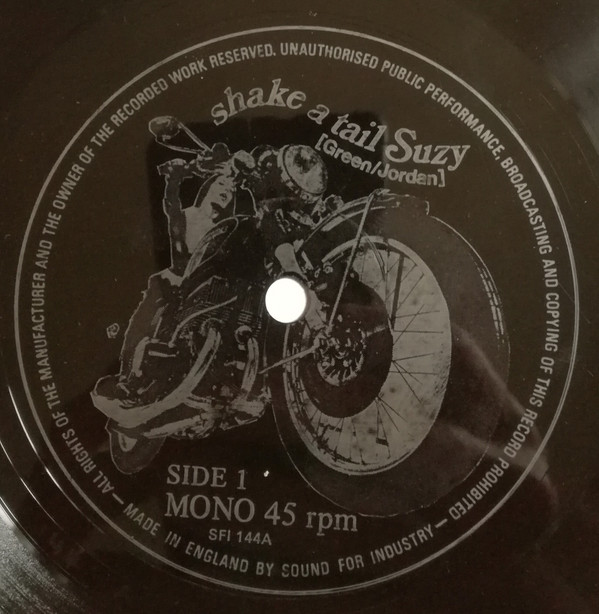 ALL RIGHTS OF THE MANUFACTURER AND THE OWNER OF THE RECORDED WORK RESERVED. UNAUTHORISED PUBLIC PERFORMANCE, BROADCASTING AND COPYING OF THIS RECORD PROHIBITED — MADE IN ENGLAND BY SOUND FOR INDUSTRY —
shake a tail Suzy
[Green/Jordan]
SIDE 1
MONO 45 rpm
SFI 144A